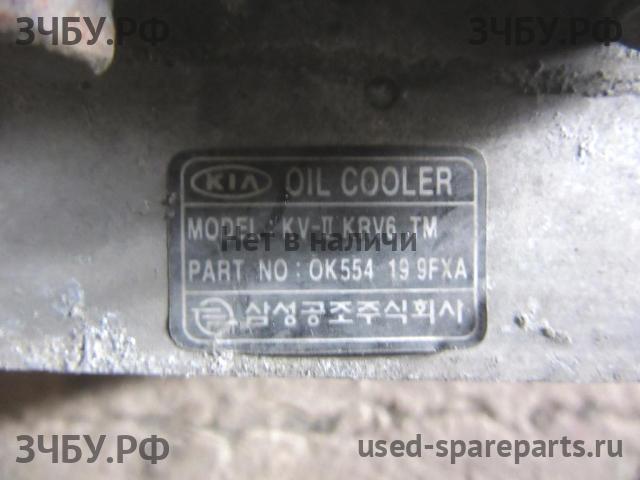 ЗЧБУ.РФ
ЗЧБУ.РФ
KIA OIL COOLER
MODEL : KV-II KRV6 TM
Нет в наличии
PART NO : OK554 19 9FXA
삼성공조주식회사
ЗЧБУ.РФ
used-spareparts.ru